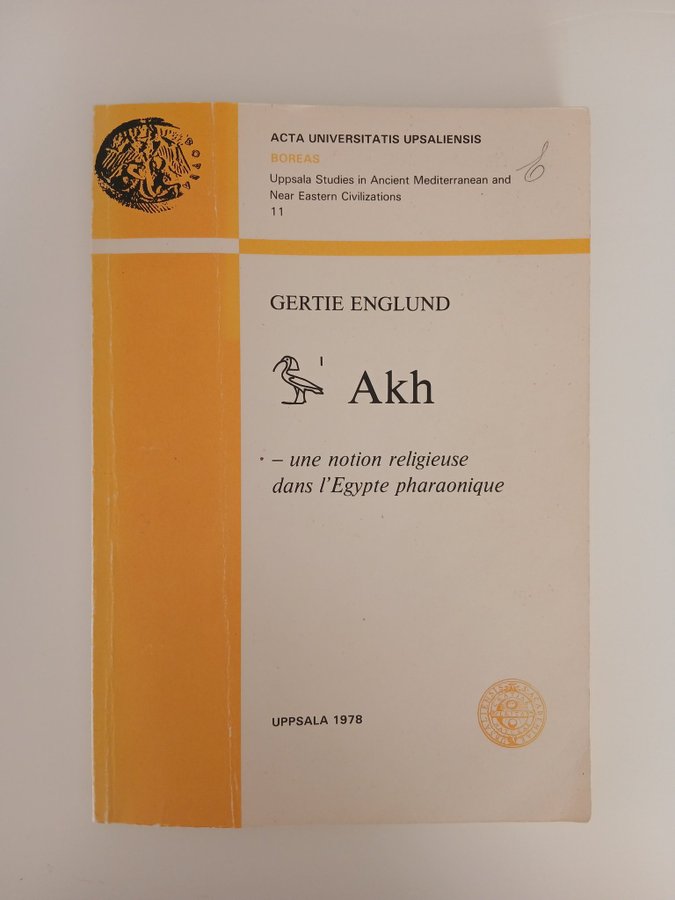 ACTA UNIVERSITATIS UPSALIENSIS
BOREAS
Uppsala Studies in Ancient Mediterranean and
Near Eastern Civilizations
11
GERTIE ENGLUND
𓅜𓏤 Akh
– une notion religieuse
dans l'Egypte pharaonique
UPPSALA 1978